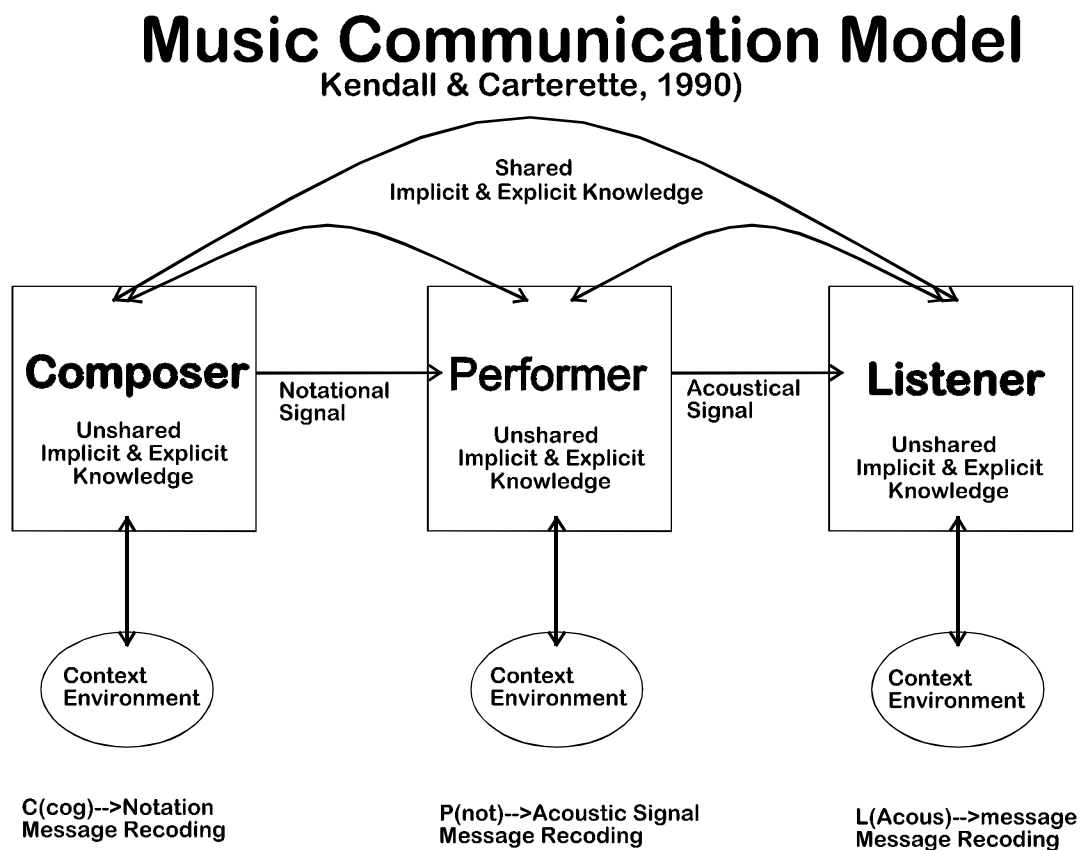 Music Communication Model
Kendall & Carterette, 1990)
Shared
Implicit & Explicit Knowledge
Composer
Unshared
Implicit & Explicit
Knowledge
Notational
Signal
Performer
Unshared
Implicit & Explicit
Knowledge
Acoustical
Signal
Listener
Unshared
Implicit & Explicit
Knowledge
Context
Environment
Context
Environment
Context
Environment
C(cog)-->Notation
Message Recoding
P(not)-->Acoustic Signal
Message Recoding
L(Acous)-->message
Message Recoding